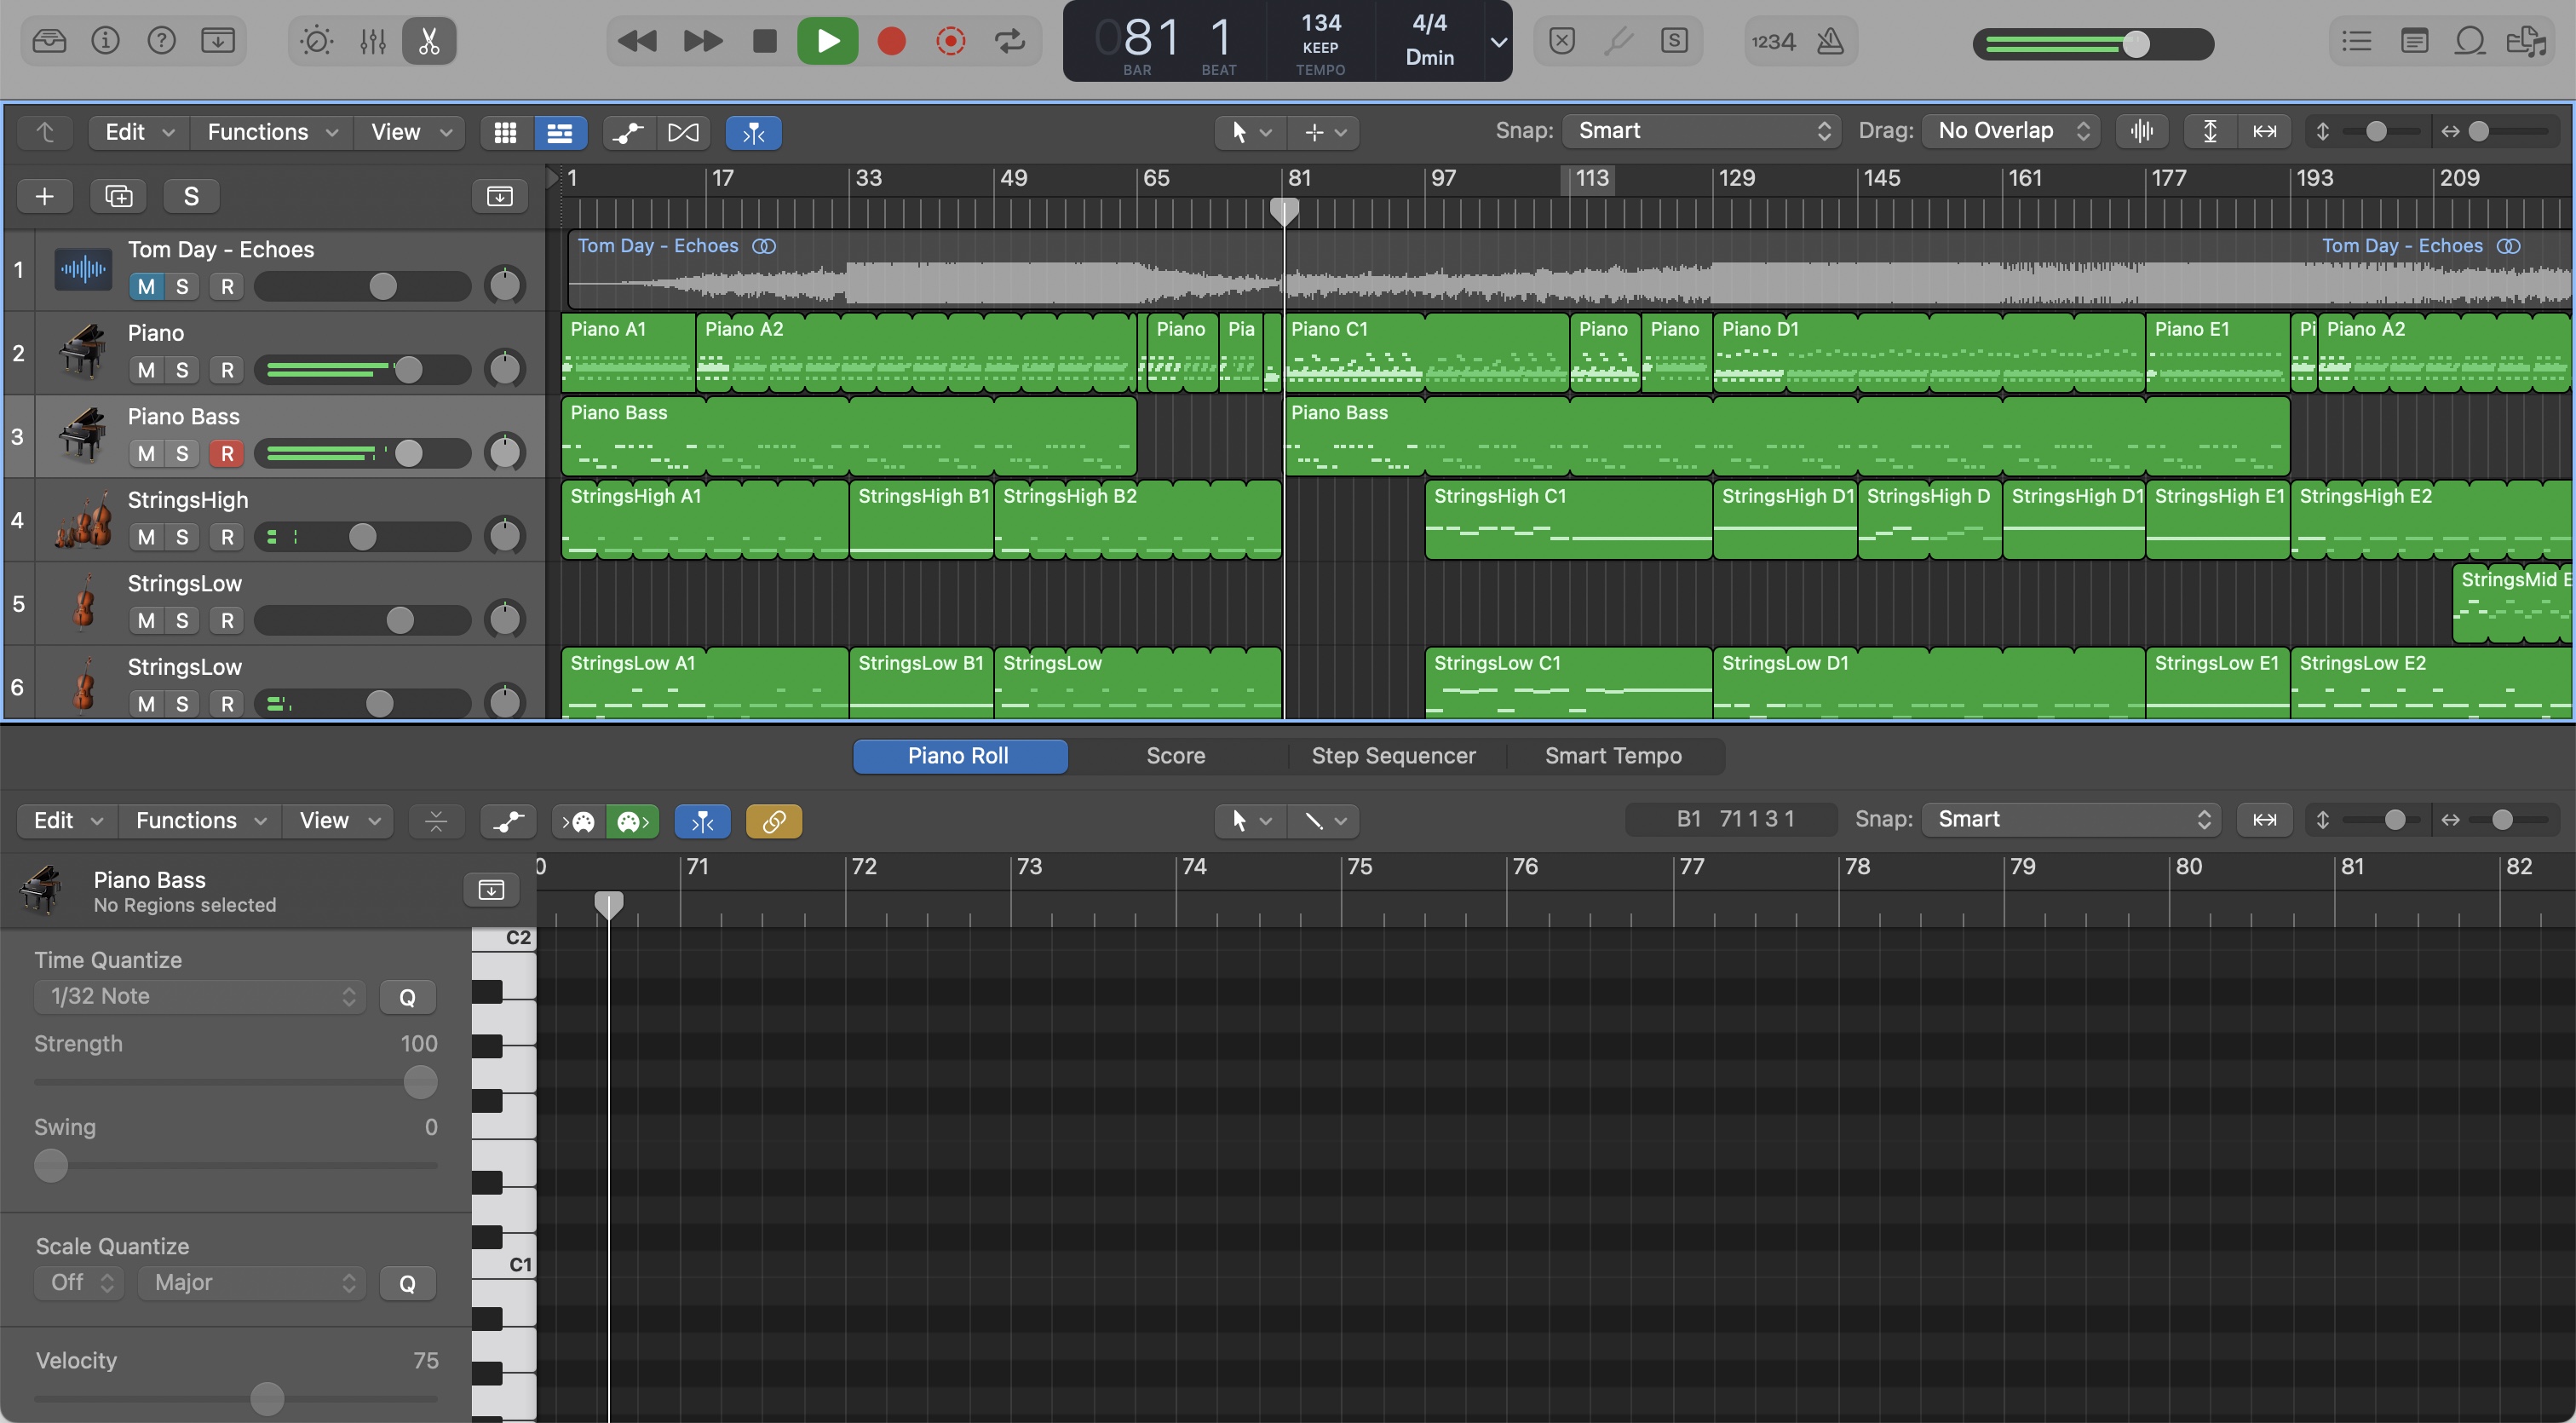 081 1 134 4/4
KEEP Dmin
BAR BEAT TEMPO
S 1234
Edit Functions View Snap: Smart Drag: No Overlap
S
1 17 33 49 65 81 97 113 129 145 161 177 193 209
1 Tom Day - Echoes
M S R
Tom Day - Echoes Tom Day - Echoes
2 Piano
M S R
Piano A1 Piano A2 Piano Pia Piano C1 Piano Piano Piano D1 Piano E1 Pi Piano A2
3 Piano Bass
M S R
Piano Bass Piano Bass
4 StringsHigh
M S R
StringsHigh A1 StringsHigh B1 StringsHigh B2 StringsHigh C1 StringsHigh D1 StringsHigh D StringsHigh D1 StringsHigh E1 StringsHigh E2
5 StringsLow
M S R
StringsMid E
6 StringsLow
M S R
StringsLow A1 StringsLow B1 StringsLow StringsLow C1 StringsLow D1 StringsLow E1 StringsLow E2
Piano Roll Score Step Sequencer Smart Tempo
Edit Functions View B1 71 1 3 1 Snap: Smart
0 71 72 73 74 75 76 77 78 79 80 81 82
Piano Bass
No Regions selected
C2
Time Quantize
1/32 Note Q
Strength 100
Swing 0
Scale Quantize
C1
Off Major Q
Velocity 75